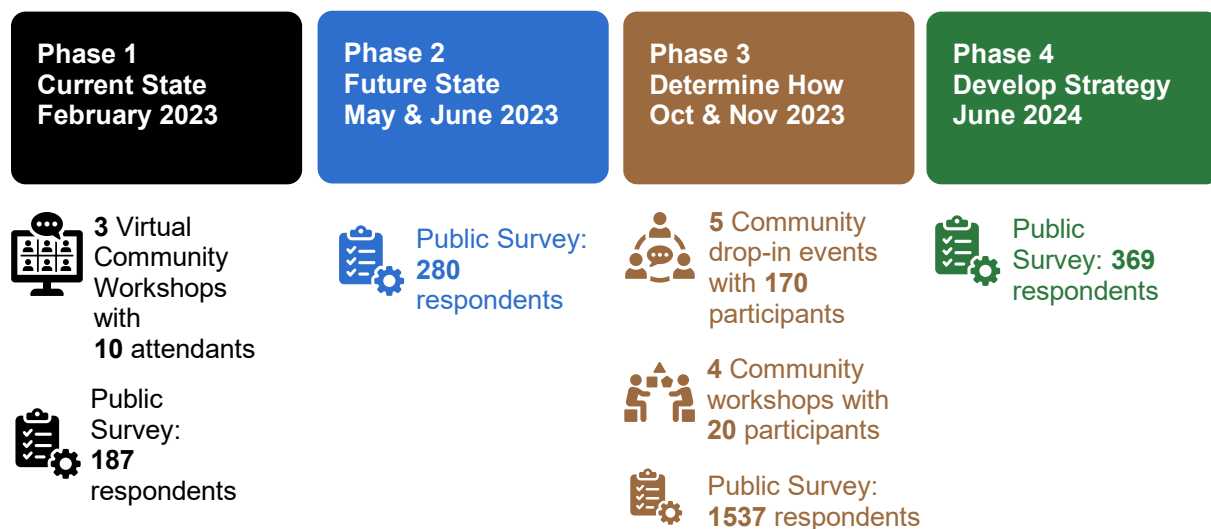 Phase 1
Current State
February 2023
3 Virtual
Community
Workshops
with
10 attendants
Public
Survey:
187
respondents
Phase 2
Future State
May & June 2023
Public Survey:
280
respondents
Phase 3
Determine How
Oct & Nov 2023
5 Community
drop-in events
with 170
participants
4 Community
workshops with
20 participants
Public Survey:
1537 respondents
Phase 4
Develop Strategy
June 2024
Public
Survey: 369
respondents